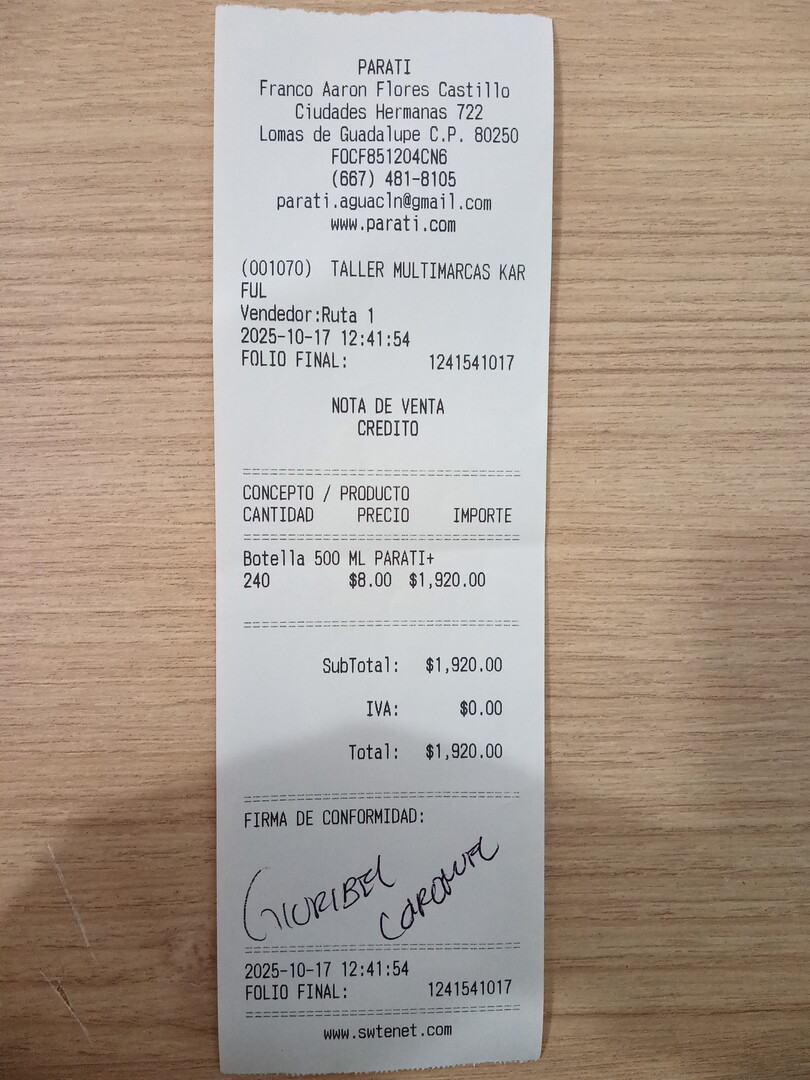 PARATI
Franco Aaron Flores Castillo
Ciudades Hermanas 722
Lomas de Guadalupe C.P. 80250
FOCF851204CN6
(667) 481-8105
parati.aguacln@gmail.com
www.parati.com
(001070) TALLER MULTIMARCAS KAR
FUL
Vendedor:Ruta 1
2025-10-17 12:41:54
FOLIO FINAL: 1241541017
NOTA DE VENTA
CREDITO
CONCEPTO / PRODUCTO
CANTIDAD PRECIO IMPORTE
Botella 500 ML PARATI+
240 $8.00 $1,920.00
SubTotal: $1,920.00
IVA: $0.00
Total: $1,920.00
FIRMA DE CONFORMIDAD:
2025-10-17 12:41:54
FOLIO FINAL: 1241541017
www.swtenet.com